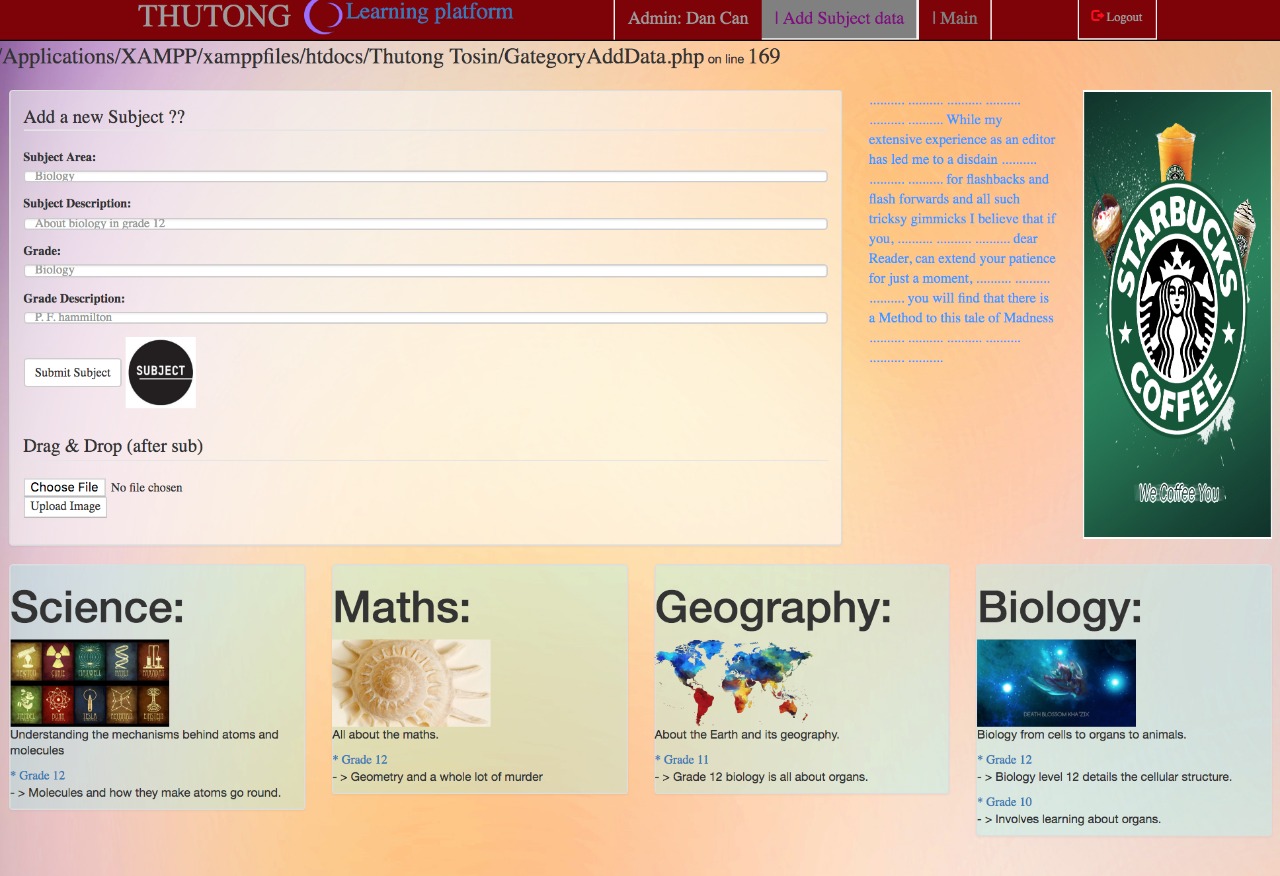 THUTONG
Learning platform
Admin: Dan Can
| Add Subject data
| Main
Logout
/Applications/XAMPP/xamppfiles/htdocs/Thutong Tosin/GategoryAddData.php on line 169
Add a new Subject ??
Subject Area:
Biology
Subject Description:
About biology in grade 12
Grade:
Biology
Grade Description:
P. F. hammilton
Submit Subject
SUBJECT
Drag & Drop (after sub)
Choose File No file chosen
Upload Image
.......... .......... .......... ..........
.......... .......... While my
extensive experience as an editor
has led me to a disdain ..........
.......... .......... for flashbacks and
flash forwards and all such
tricksy gimmicks I believe that if
you, .......... .......... .......... dear
Reader, can extend your patience
for just a moment, .......... ..........
.......... you will find that there is
a Method to this tale of Madness
.......... .......... .......... ..........
.......... ..........
STARBUCKS
COFFEE
We Coffee You
Science:
Understanding the mechanisms behind atoms and
molecules
* Grade 12
- > Molecules and how they make atoms go round.
Maths:
All about the maths.
* Grade 12
- > Geometry and a whole lot of murder
Geography:
About the Earth and its geography.
* Grade 11
- > Grade 12 biology is all about organs.
Biology:
DEATH BLOSSOM KHA'ZIX
Biology from cells to organs to animals.
* Grade 12
- > Biology level 12 details the cellular structure.
* Grade 10
- > Involves learning about organs.